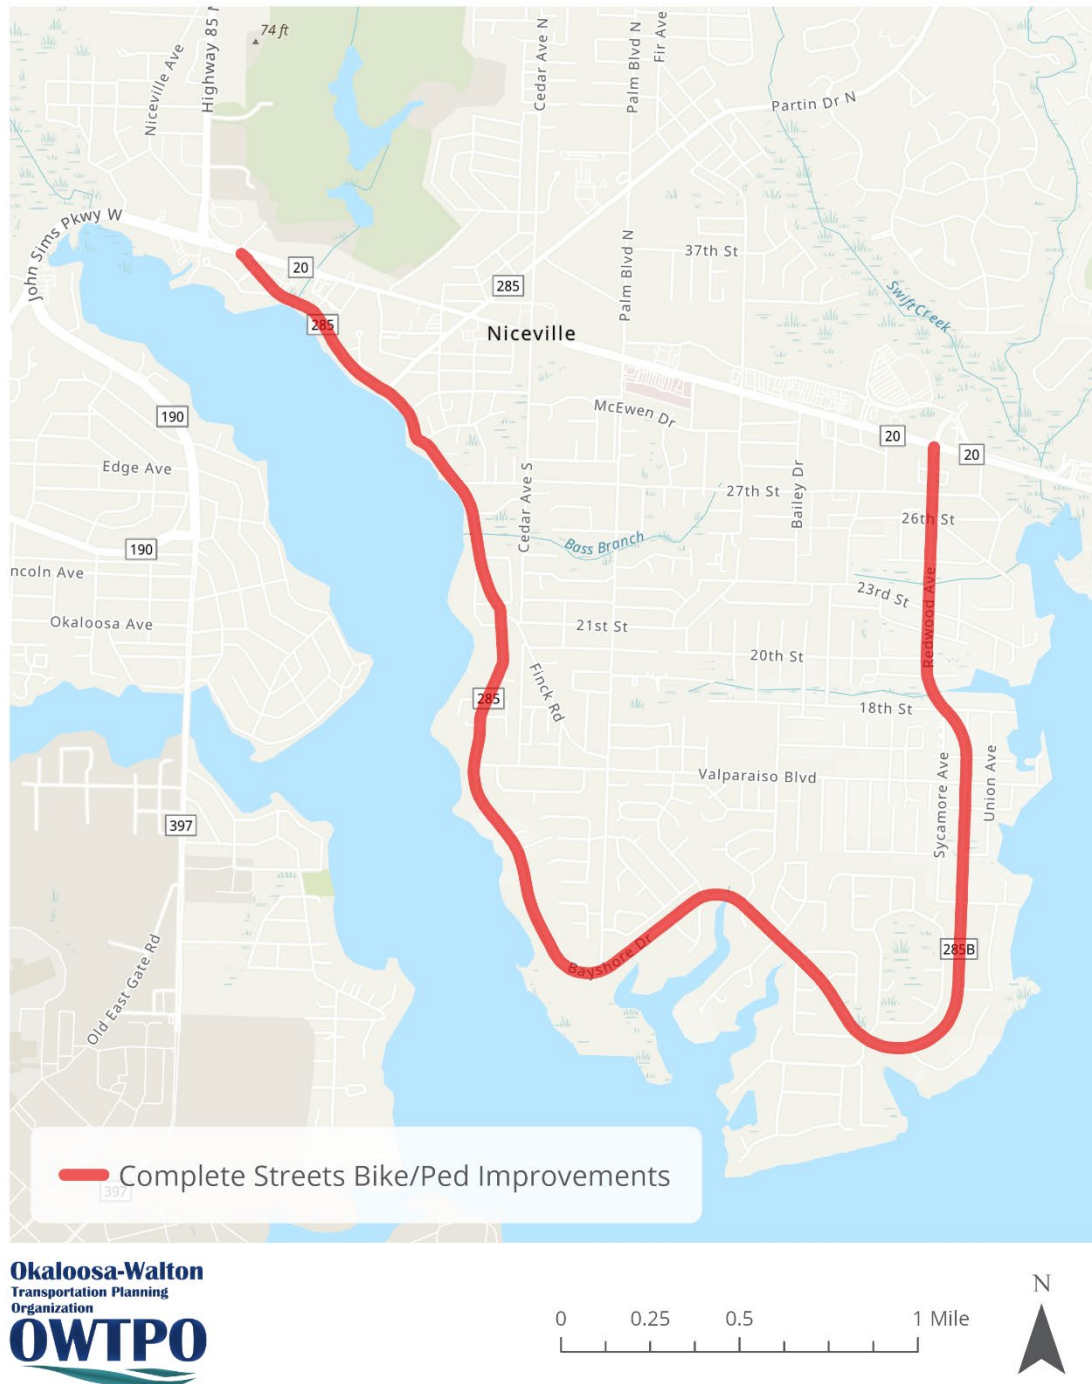 74 ft
Niceville Ave
Highway 85 N
Cedar Ave N
Palm Blvd N
Fir Ave
Partin Dr N
John Sims Pkwy W
37th St
20
285
Palm Blvd N
Swift Creek
285
Niceville
190
McEwen Dr
20
20
Edge Ave
Cedar Ave S
27th St
Bailey Dr
26th St
190
Bass Branch
ncoln Ave
23rd St
Redwood Ave
Okaloosa Ave
21st St
20th St
285
Finck Rd
18th St
Valparaiso Blvd
Sycamore Ave
Union Ave
397
Old East Gate Rd
Bayshore Dr
285B
Complete Streets Bike/Ped Improvements
397
Okaloosa-Walton
Transportation Planning
Organization
OWTPO
0 0.25 0.5 1 Mile
N